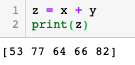 1 z = x + y
2 print(z)
[53 77 64 66 82]